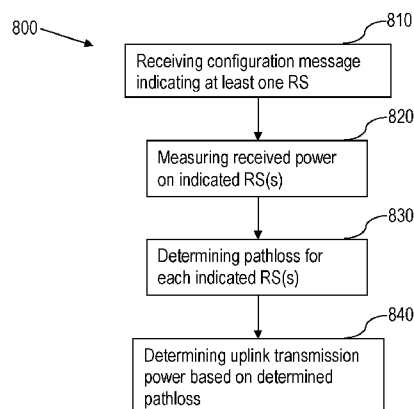 800
810
Receiving configuration message
indicating at least one RS
820
Measuring received power
on indicated RS(s)
830
Determining pathloss for
each indicated RS(s)
840
Determining uplink transmission
power based on determined
pathloss